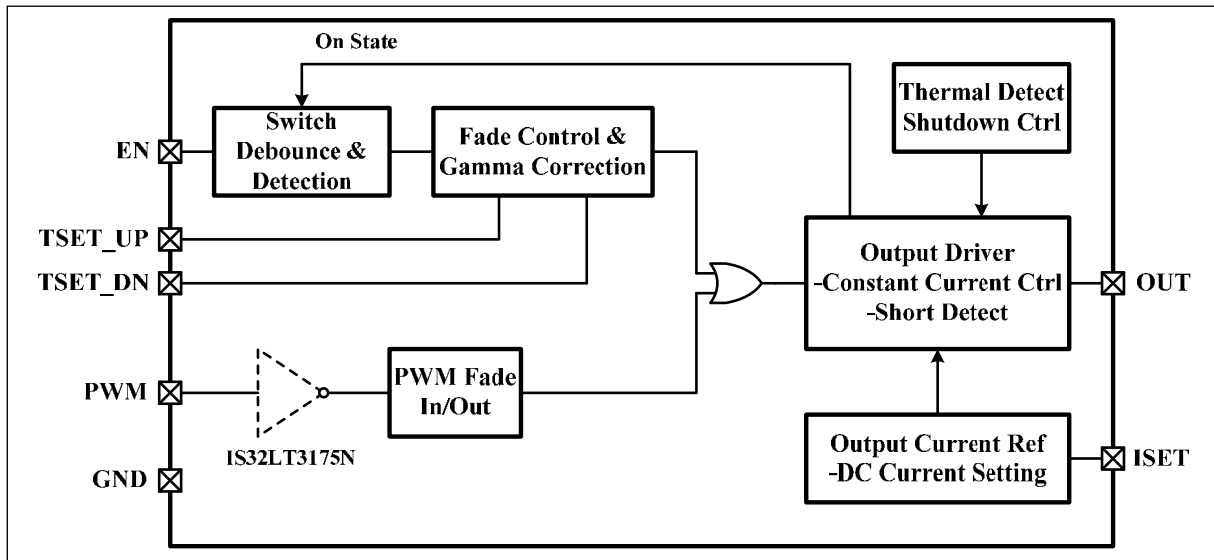 On State
Thermal Detect
Shutdown Ctrl
EN
Switch
Debounce &
Detection
Fade Control &
Gamma Correction
TSET_UP
TSET_DN
Output Driver
-Constant Current Ctrl
-Short Detect
OUT
PWM
PWM Fade
In/Out
IS32LT3175N
GND
Output Current Ref
-DC Current Setting
ISET